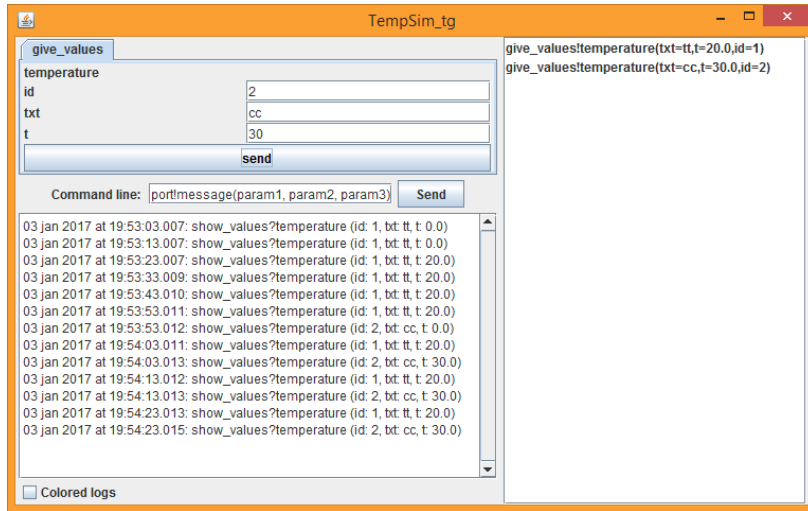 TempSim_tg
give_values
temperature
id 2
txt cc
t 30
send
Command line: port!message(param1, param2, param3) Send
03 jan 2017 at 19:53:03.007: show_values?temperature (id: 1, txt: tt, t: 0.0)
03 jan 2017 at 19:53:13.007: show_values?temperature (id: 1, txt: tt, t: 0.0)
03 jan 2017 at 19:53:23.007: show_values?temperature (id: 1, txt: tt, t: 20.0)
03 jan 2017 at 19:53:33.009: show_values?temperature (id: 1, txt: tt, t: 20.0)
03 jan 2017 at 19:53:43.010: show_values?temperature (id: 1, txt: tt, t: 20.0)
03 jan 2017 at 19:53:53.011: show_values?temperature (id: 1, txt: tt, t: 20.0)
03 jan 2017 at 19:53:53.012: show_values?temperature (id: 2, txt: cc, t: 0.0)
03 jan 2017 at 19:54:03.011: show_values?temperature (id: 1, txt: tt, t: 20.0)
03 jan 2017 at 19:54:03.013: show_values?temperature (id: 2, txt: cc, t: 30.0)
03 jan 2017 at 19:54:13.012: show_values?temperature (id: 1, txt: tt, t: 20.0)
03 jan 2017 at 19:54:13.013: show_values?temperature (id: 2, txt: cc, t: 30.0)
03 jan 2017 at 19:54:23.013: show_values?temperature (id: 1, txt: tt, t: 20.0)
03 jan 2017 at 19:54:23.015: show_values?temperature (id: 2, txt: cc, t: 30.0)
Colored logs
give_values!temperature(txt=tt,t=20.0,id=1)
give_values!temperature(txt=cc,t=30.0,id=2)